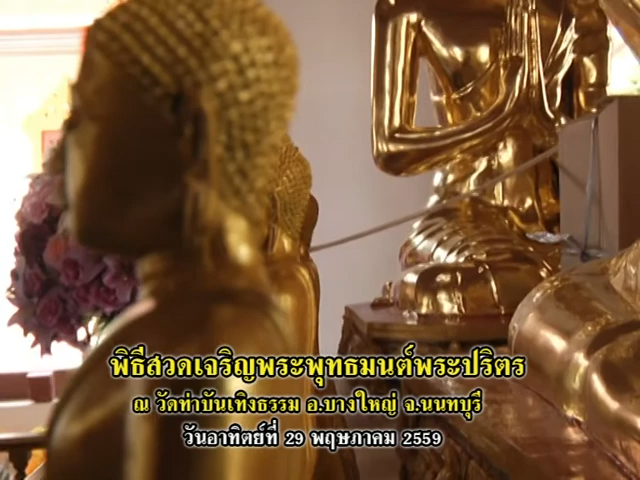 พิธีสวดเจริญพระพุทธมนต์พระปริตร
ณ วัดท่าบันเทิงธรรม อ.บางใหญ่ จ.นนทบุรี
วันอาทิตย์ที่ 29 พฤษภาคม 2559